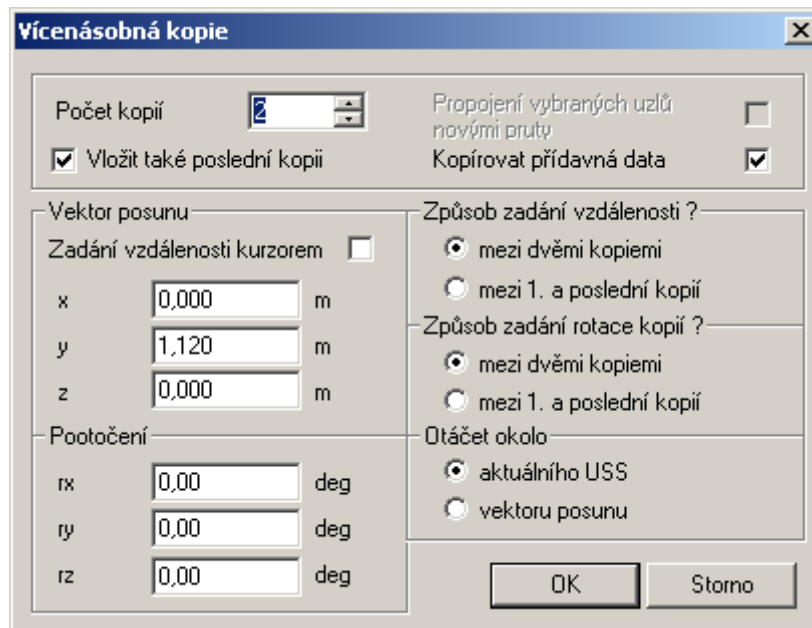 Vícenásobná kopie
Počet kopií 2
Propojení vybraných uzlů
novými pruty
Vložit také poslední kopii
Kopírovat přídavná data
Vektor posunu
Zadání vzdálenosti kurzorem
x 0,000 m
y 1,120 m
z 0,000 m
Pootočení
rx 0,00 deg
ry 0,00 deg
rz 0,00 deg
Způsob zadání vzdálenosti ?
mezi dvěmi kopiemi
mezi 1. a poslední kopií
Způsob zadání rotace kopií ?
mezi dvěmi kopiemi
mezi 1. a poslední kopií
Otáčet okolo
aktuálního USS
vektoru posunu
OK
Storno